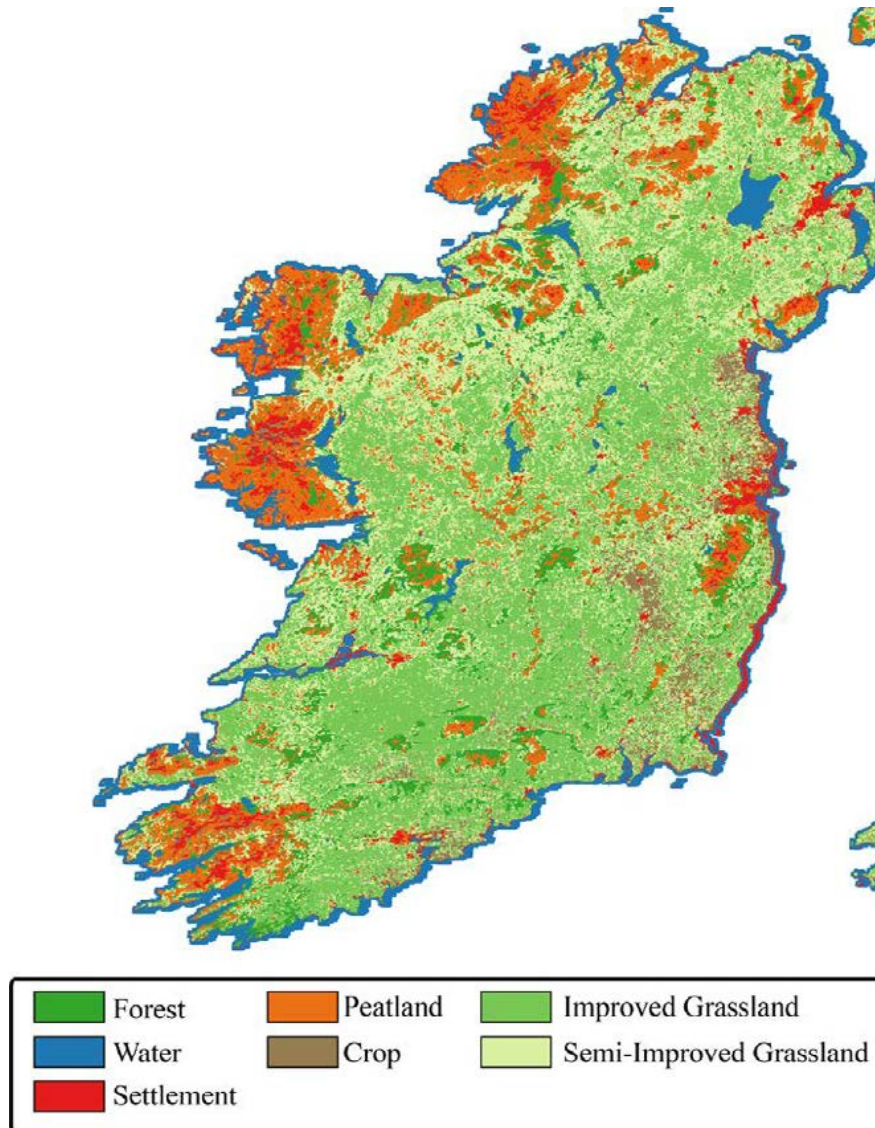 Forest
Peatland
Improved Grassland
Water
Crop
Semi-Improved Grassland
Settlement